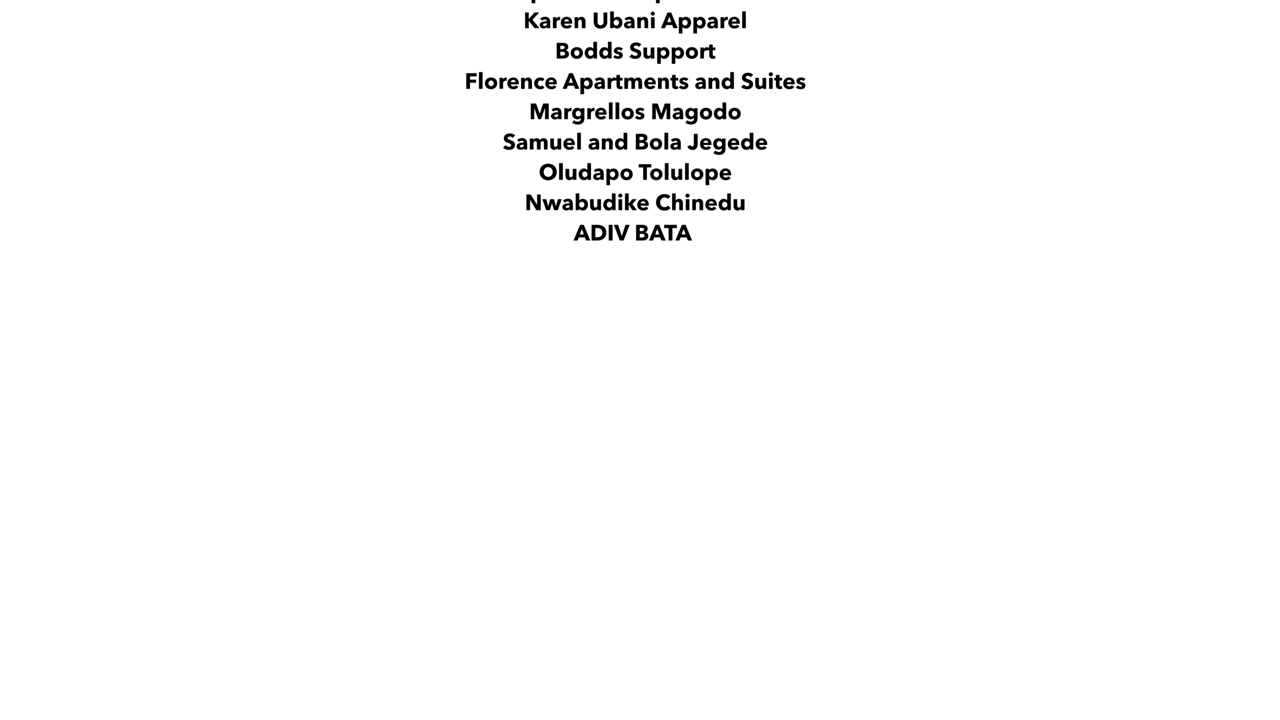 Karen Ubani Apparel
Bodds Support
Florence Apartments and Suites
Margrellos Magodo
Samuel and Bola Jegede
Oludapo Tolulope
Nwabudike Chinedu
ADIV BATA